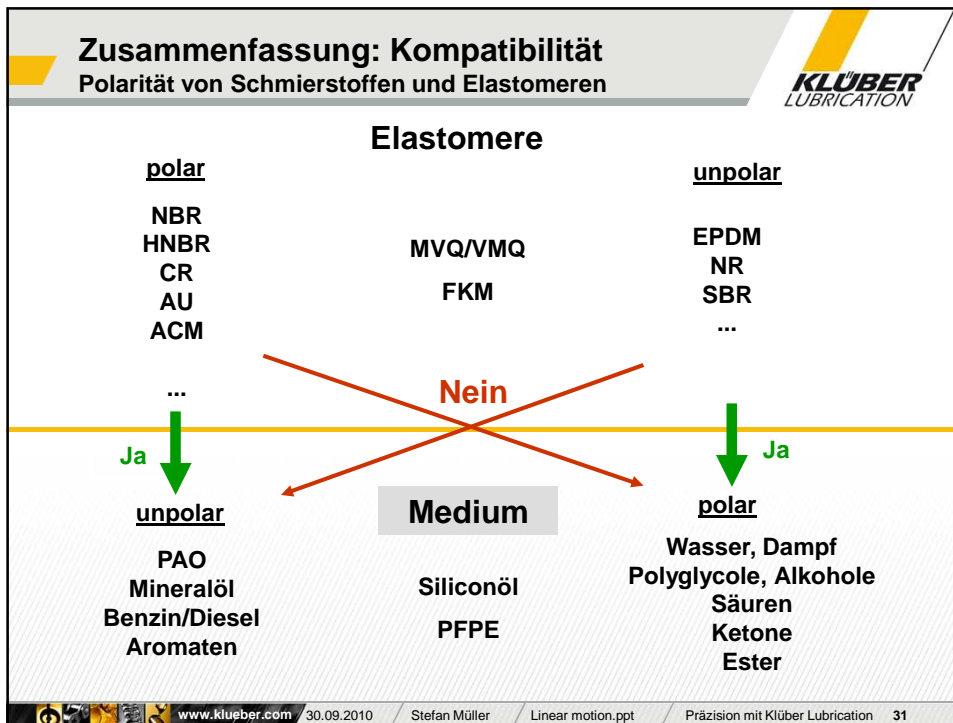 Zusammenfassung: Kompatibilität
Polarität von Schmierstoffen und Elastomeren
KLÜBER
LUBRICATION
Elastomere
polar
NBR
HNBR
CR
AU
ACM
...
MVQ/VMQ
FKM
unpolar
EPDM
NR
SBR
...
Nein
Ja
Ja
unpolar
PAO
Mineralöl
Benzin/Diesel
Aromaten
Medium
Siliconöl
PFPE
polar
Wasser, Dampf
Polyglycole, Alkohole
Säuren
Ketone
Ester
www.klueber.com 30.09.2010 / Stefan Müller / Linear motion.ppt / Präzision mit Klüber Lubrication 31